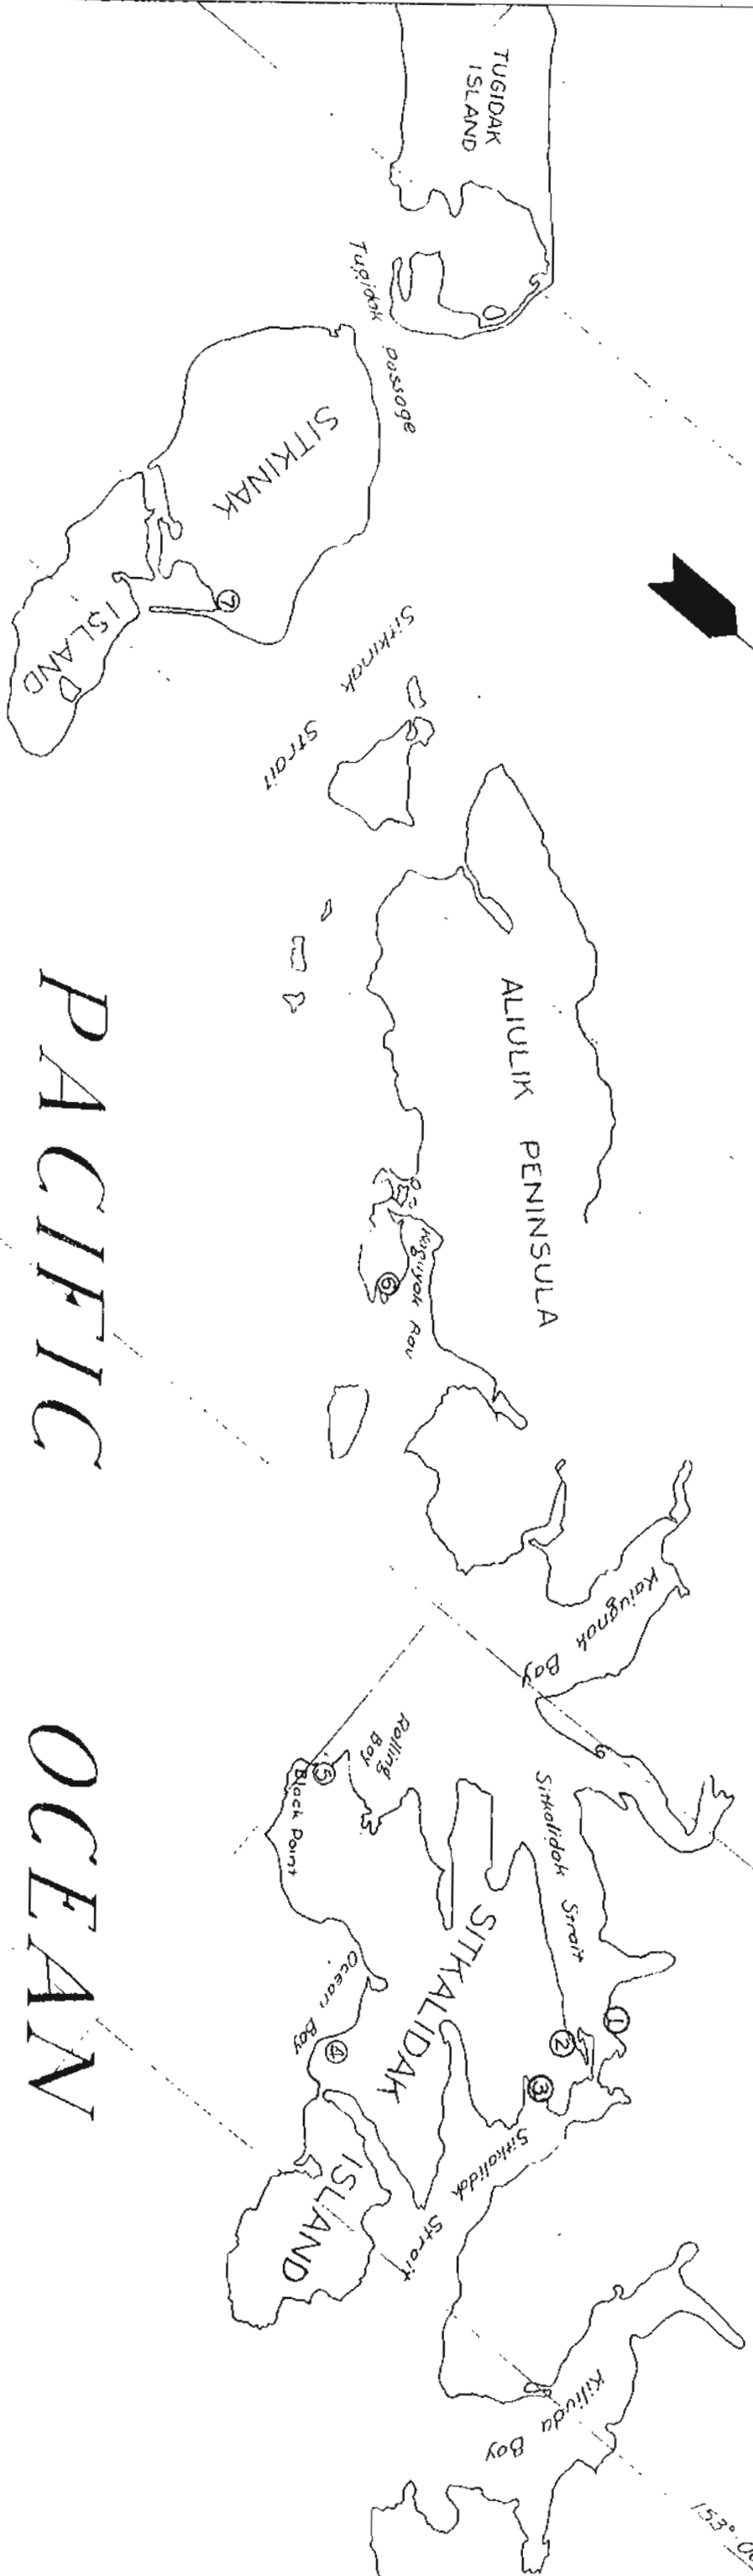 TUGIDAK
ISLAND
Tugidak passage
SITKINAK
ISLAND
7
Sitkinak
Strait
ALIULIK PENINSULA
6
PACIFIC
OCEAN
Kaiugnak
Bay
Rolling
Bay
5
Black Point
Sitkalidak Strait
SITKALIDAK
ISLAND
Ocean Bay
4
1
2
3
Sitkalidak
Strait
Kiliuda
Bay